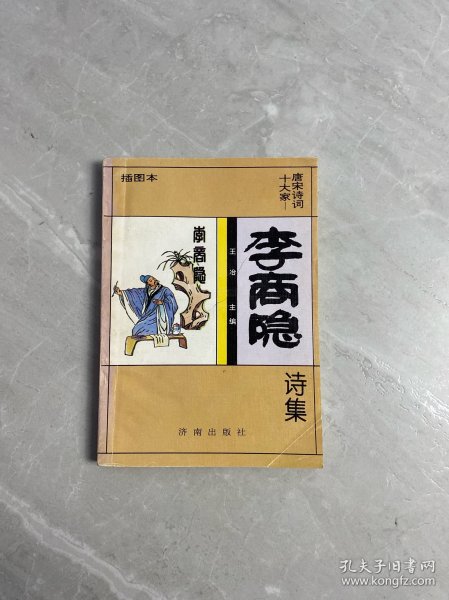 插图本
唐宋诗词
十大家—
李商隐
诗集
王冶 主编
李商隐
济南出版社
孔夫子旧书网
www.kongfz.com